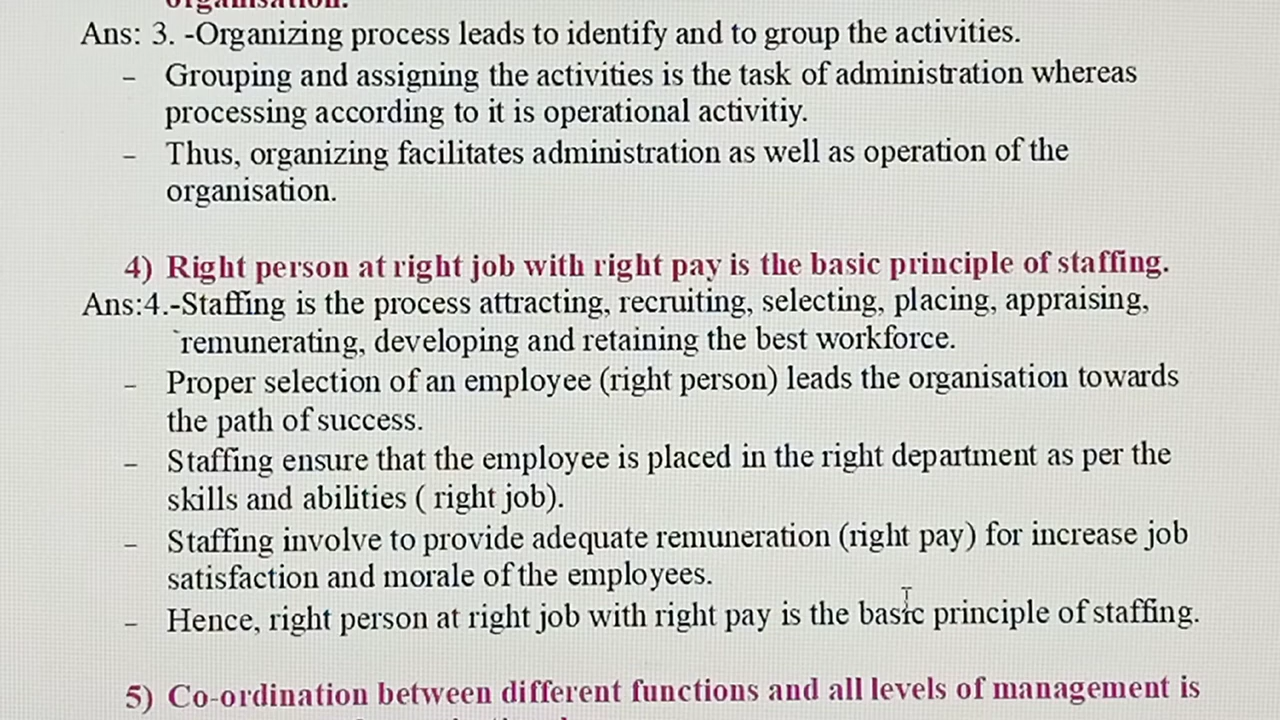 organisation.
Ans: 3. -Organizing process leads to identify and to group the activities.
– Grouping and assigning the activities is the task of administration whereas
processing according to it is operational activitiy.
– Thus, organizing facilitates administration as well as operation of the
organisation.
4) Right person at right job with right pay is the basic principle of staffing.
Ans:4.-Staffing is the process attracting, recruiting, selecting, placing, appraising,
remunerating, developing and retaining the best workforce.
– Proper selection of an employee (right person) leads the organisation towards
the path of success.
– Staffing ensure that the employee is placed in the right department as per the
skills and abilities ( right job).
– Staffing involve to provide adequate remuneration (right pay) for increase job
satisfaction and morale of the employees.
– Hence, right person at right job with right pay is the basic principle of staffing.
5) Co-ordination between different functions and all levels of management is